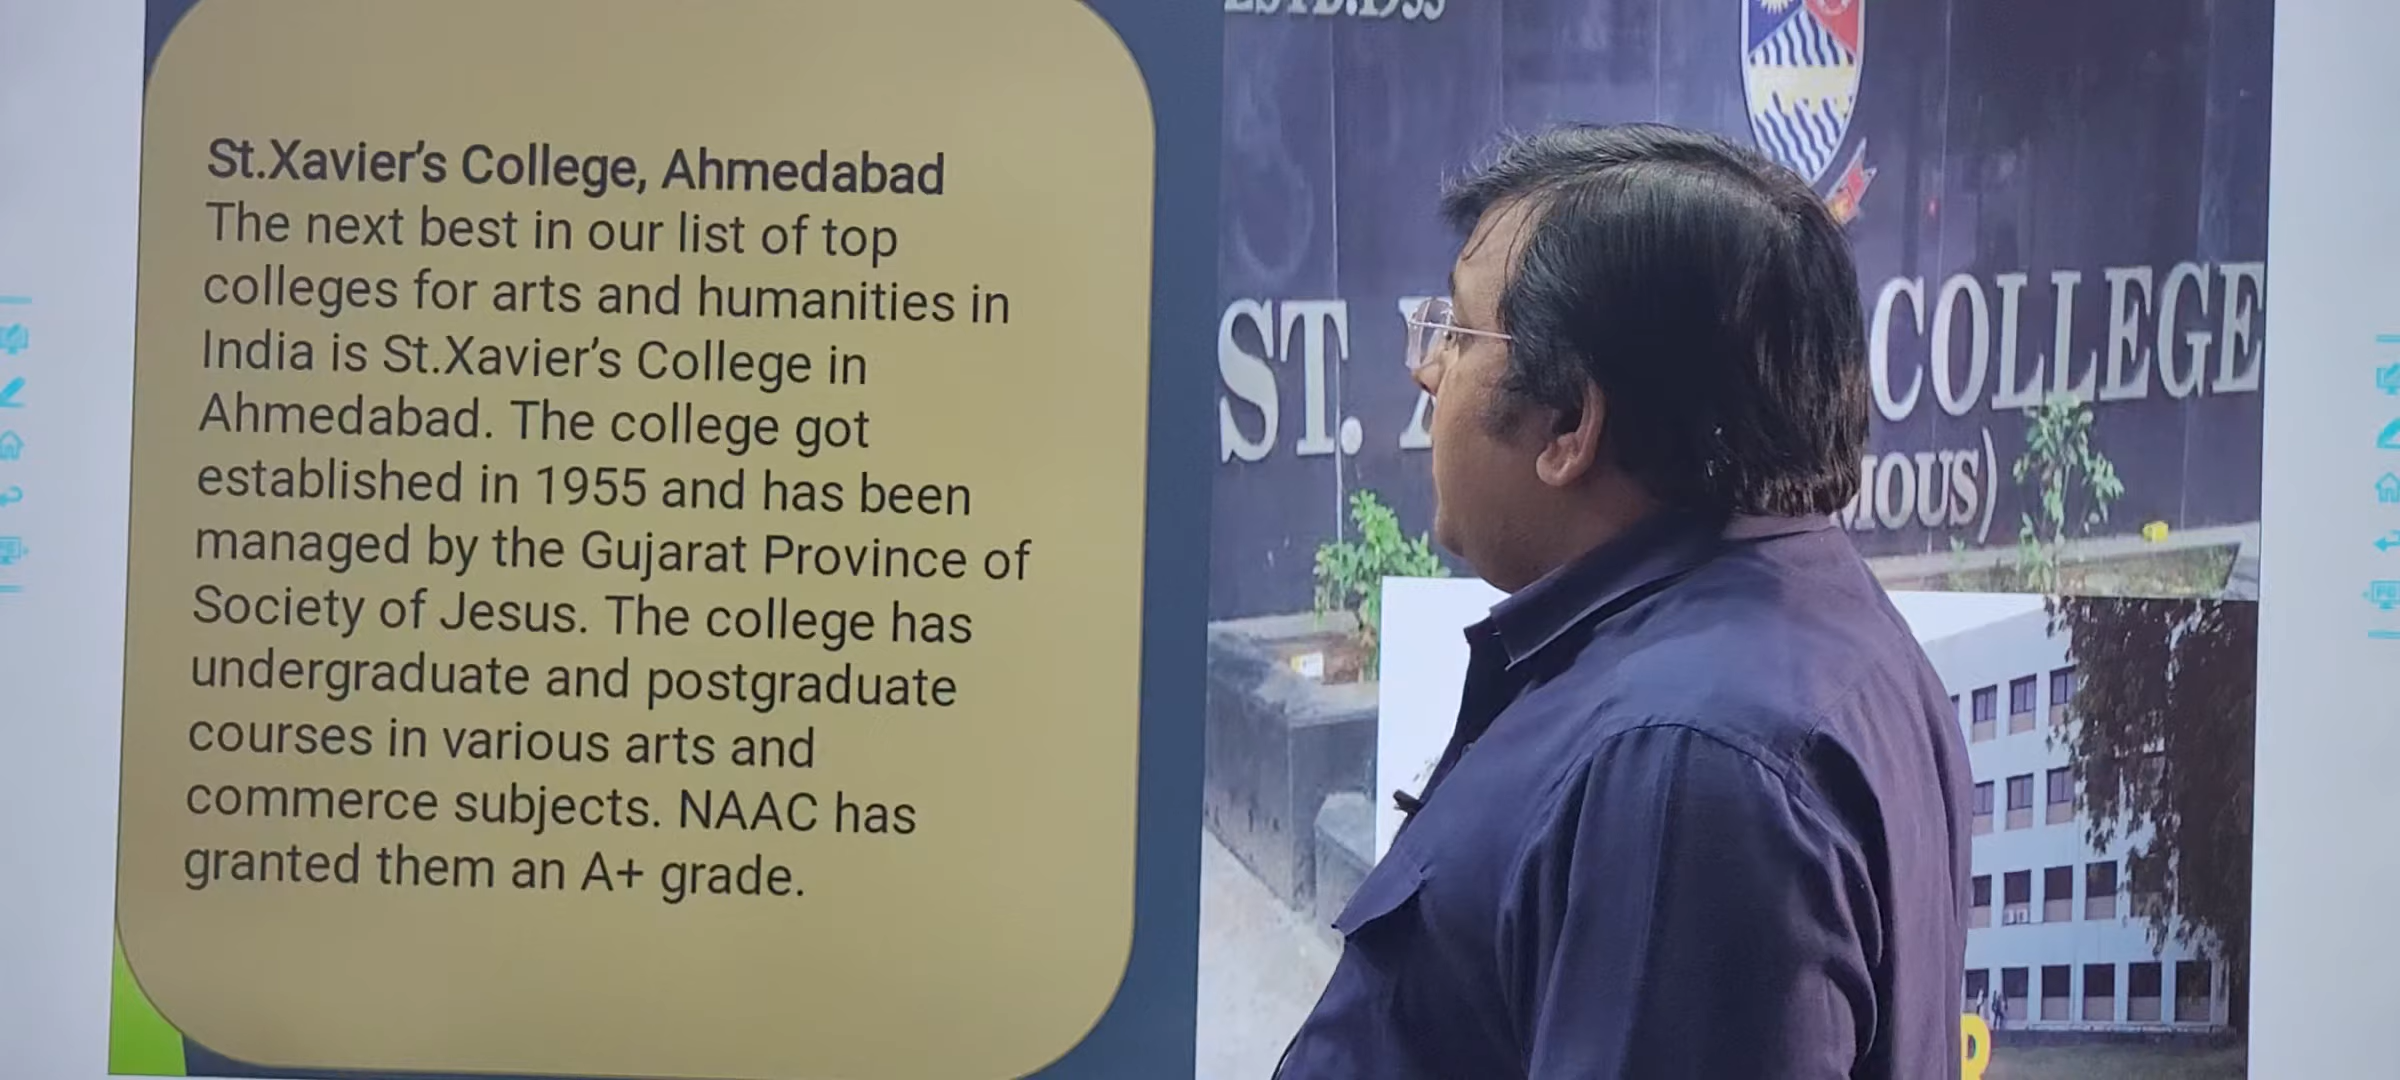 St.Xavier's College, Ahmedabad
The next best in our list of top
colleges for arts and humanities in
India is St.Xavier's College in
Ahmedabad. The college got
established in 1955 and has been
managed by the Gujarat Province of
Society of Jesus. The college has
undergraduate and postgraduate
courses in various arts and
commerce subjects. NAAC has
granted them an A+ grade.
ESTD.1955
ST. COLLEGE